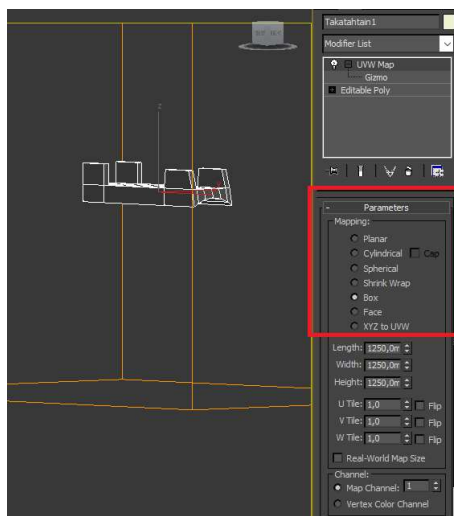 Takatahtain1
Modifier List
UVW Map
Gizmo
Editable Poly
z
- Parameters
Mapping:
Planar
Cylindrical Cap
Spherical
Shrink Wrap
Box
Face
XYZ to UVW
Length: 1250,0m
Width: 1250,0m
Height: 1250,0m
U Tile: 1,0 Flip
V Tile: 1,0 Flip
W Tile: 1,0 Flip
Real-World Map Size
Channel:
Map Channel: 1
Vertex Color Channel